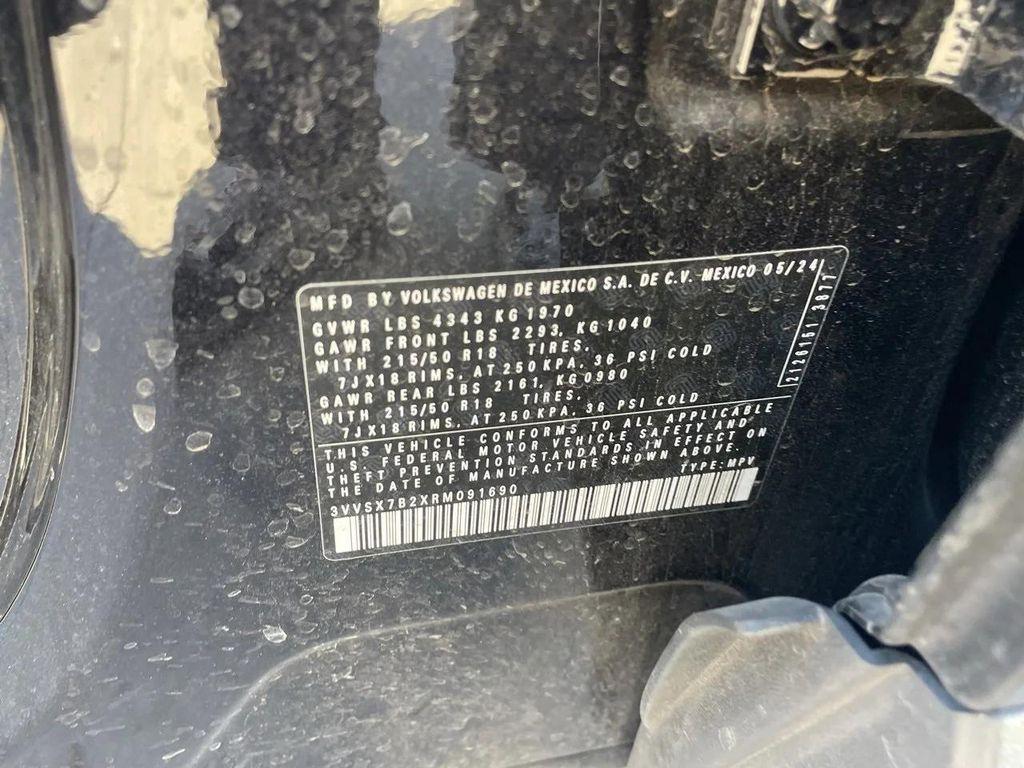 MFD BY VOLKSWAGEN DE MEXICO S.A. DE C.V. MEXICO 05/24
GVWR LBS 4343 KG 1970
GAWR FRONT LBS 2293, KG 1040
WITH 215/50 R18 TIRES,
7JX18 RIMS, AT 250 KPA, 36 PSI COLD
GAWR REAR LBS 2161, KG 0980
WITH 215/50 R18 TIRES,
7JX18 RIMS, AT 250 KPA, 36 PSI COLD
THIS VEHICLE CONFORMS TO ALL APPLICABLE
U.S. FEDERAL MOTOR VEHICLE SAFETY AND
THEFT PREVENTION STANDARDS IN EFFECT ON
THE DATE OF MANUFACTURE SHOWN ABOVE.
TYPE: MPV
3VVSX7B2XRM091690
2126151 3877